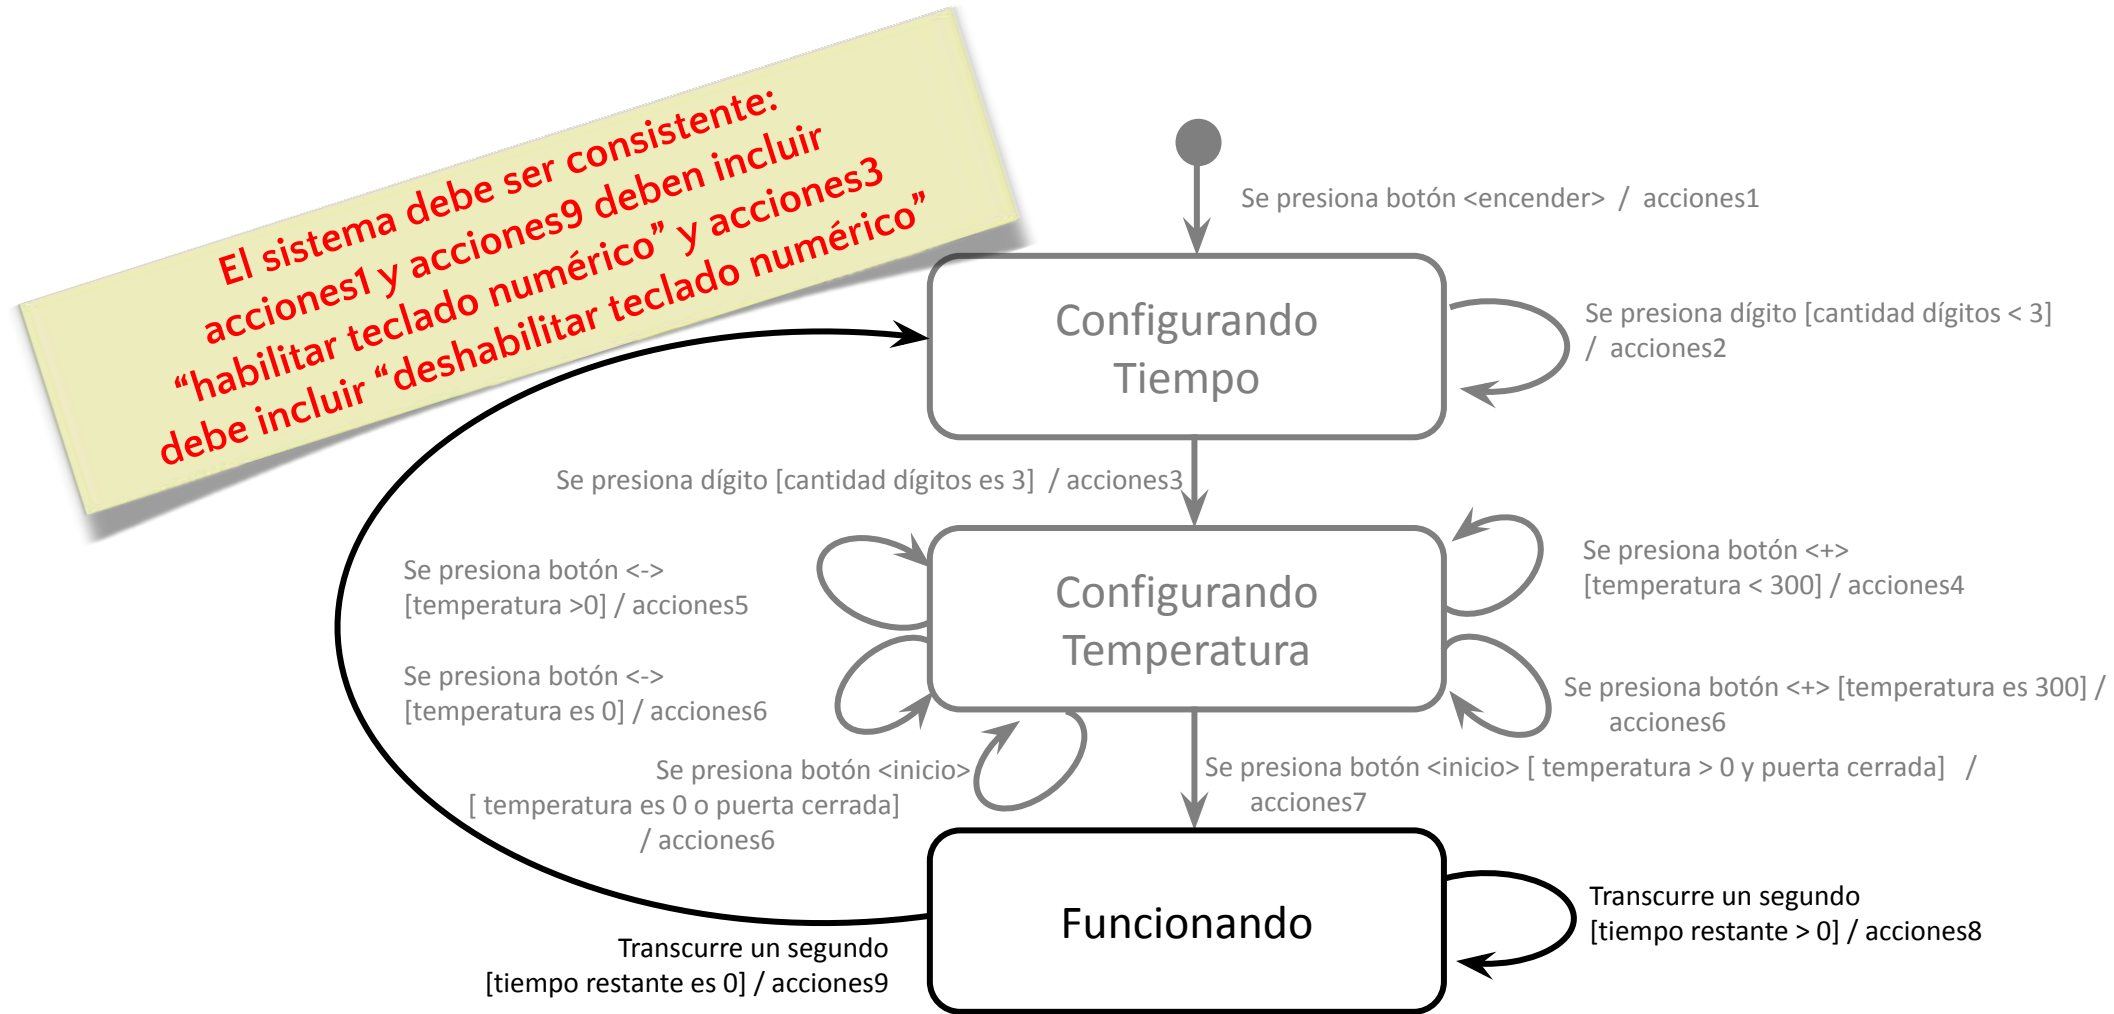 El sistema debe ser consistente:
acciones1 y acciones9 deben incluir
“habilitar teclado numérico” y acciones3
debe incluir “deshabilitar teclado numérico”
Se presiona botón <encender> / acciones1
Configurando
Tiempo
Se presiona dígito [cantidad dígitos < 3]
/ acciones2
Se presiona dígito [cantidad dígitos es 3] / acciones3
Se presiona botón <->
[temperatura >0] / acciones5
Configurando
Temperatura
Se presiona botón <+>
[temperatura < 300] / acciones4
Se presiona botón <->
[temperatura es 0] / acciones6
Se presiona botón <+> [temperatura es 300] /
acciones6
Se presiona botón <inicio>
[ temperatura es 0 o puerta cerrada]
/ acciones6
Se presiona botón <inicio> [ temperatura > 0 y puerta cerrada] /
acciones7
Funcionando
Transcurre un segundo
[tiempo restante > 0] / acciones8
Transcurre un segundo
[tiempo restante es 0] / acciones9